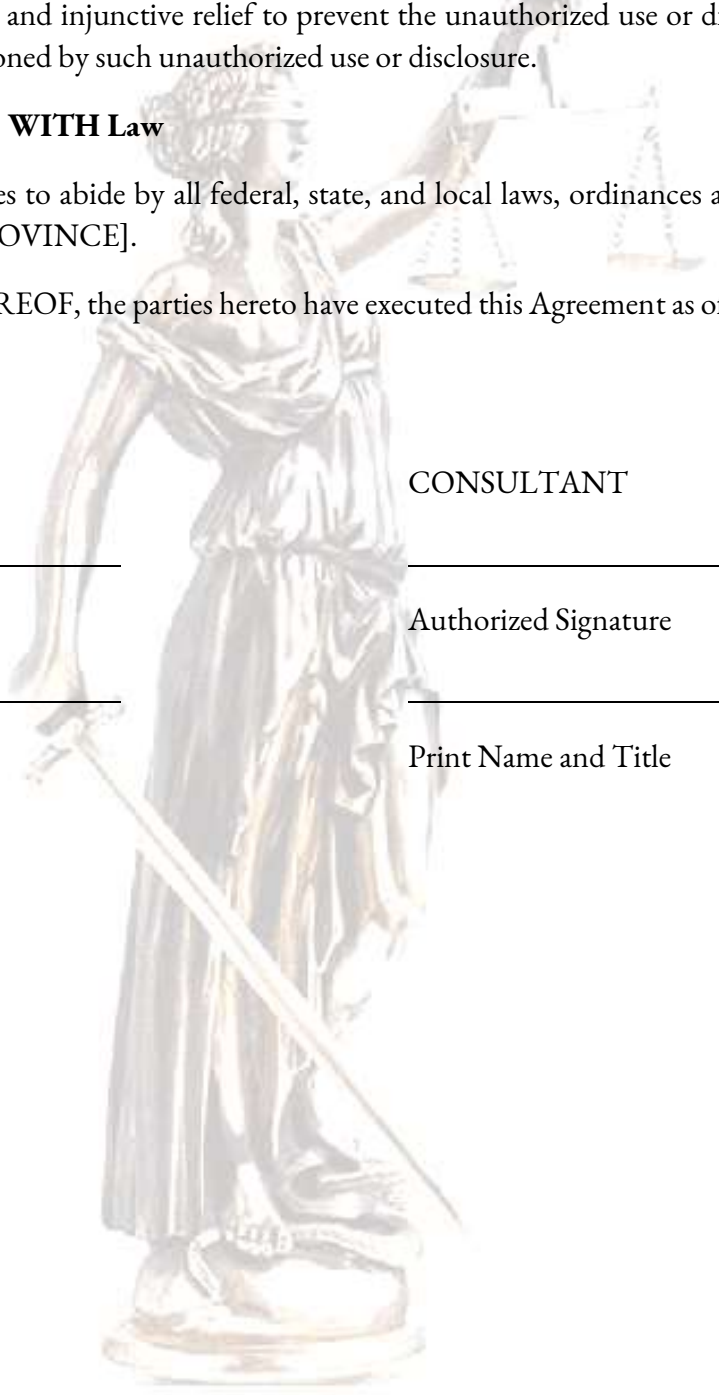 and injunctive relief to prevent the unauthorized use or di
oned by such unauthorized use or disclosure.
WITH Law
es to abide by all federal, state, and local laws, ordinances a
OVINCE].
REOF, the parties hereto have executed this Agreement as o
CONSULTANT
Authorized Signature
Print Name and Title